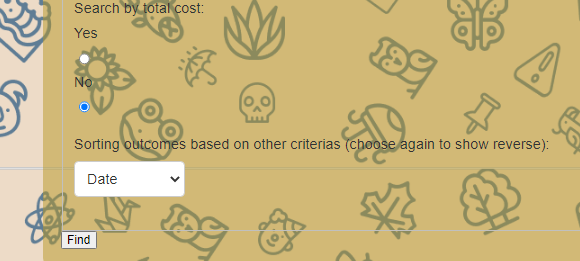 Search by total cost:
Yes
No
Sorting outcomes based on other criterias (choose again to show reverse):
Date
Find